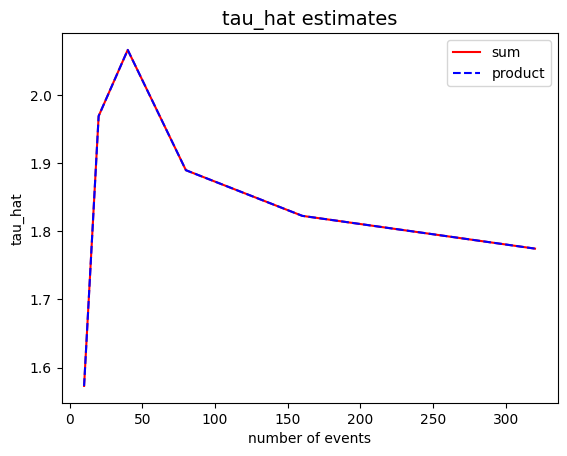 tau_hat estimates
sum
product
2.0
1.9
1.8
1.7
1.6
tau_hat
0 50 100 150 200 250 300
number of events